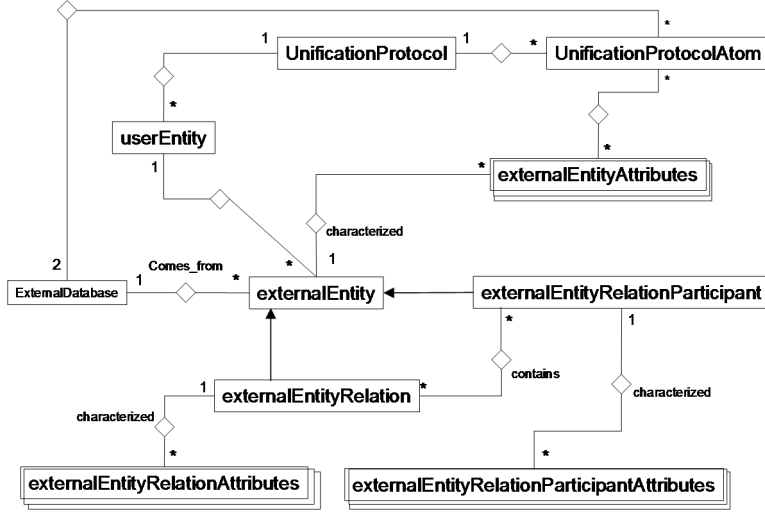 *
1 UnificationProtocol 1 * UnificationProtocolAtom
*
* userEntity
1
* * externalEntityAttributes
characterized
2 Comes_from * 1
ExternalDatabase 1 * externalEntity externalEntityRelationParticipant
* 1
contains
1 externalEntityRelation *
characterized characterized
* *
externalEntityRelationAttributes externalEntityRelationParticipantAttributes